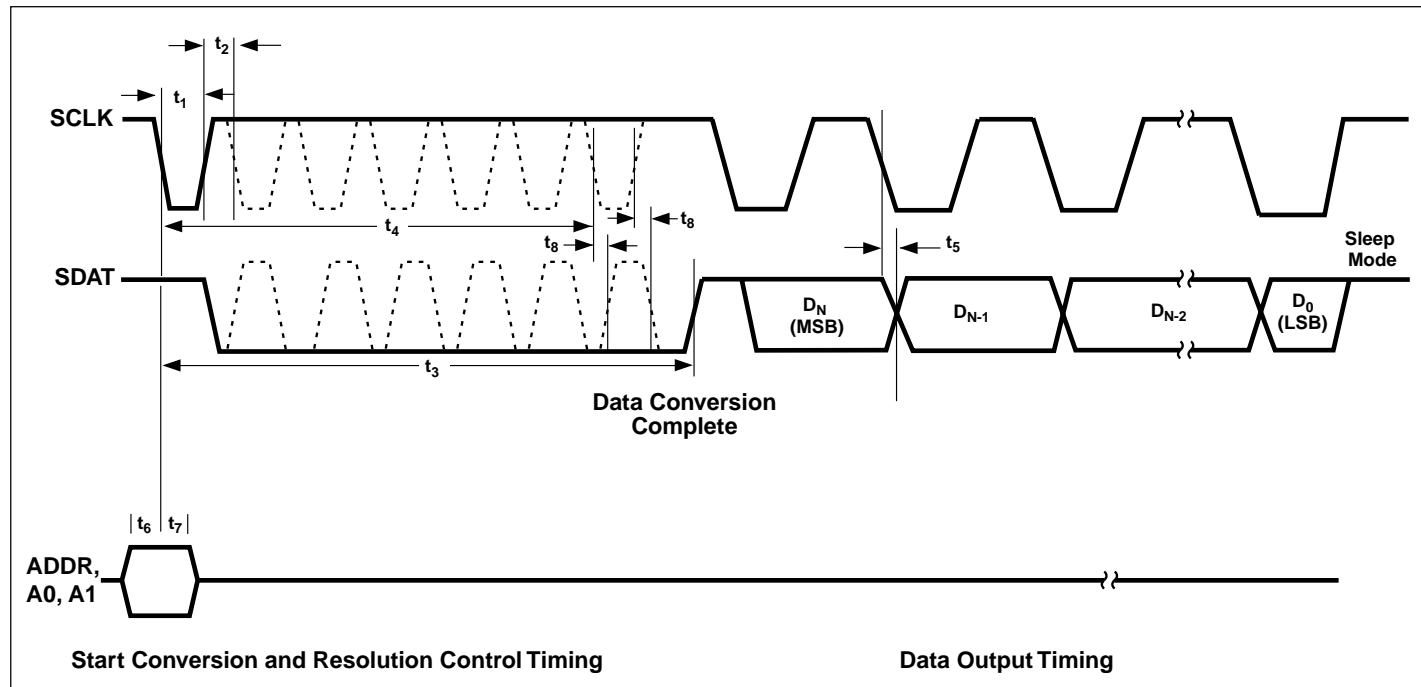 t2
t1
SCLK
t4
t8
t8
t5
Sleep
Mode
SDAT
DN
(MSB)
DN-1
DN-2
D0
(LSB)
t3
Data Conversion
Complete
t6
t7
ADDR,
A0, A1
Start Conversion and Resolution Control Timing
Data Output Timing